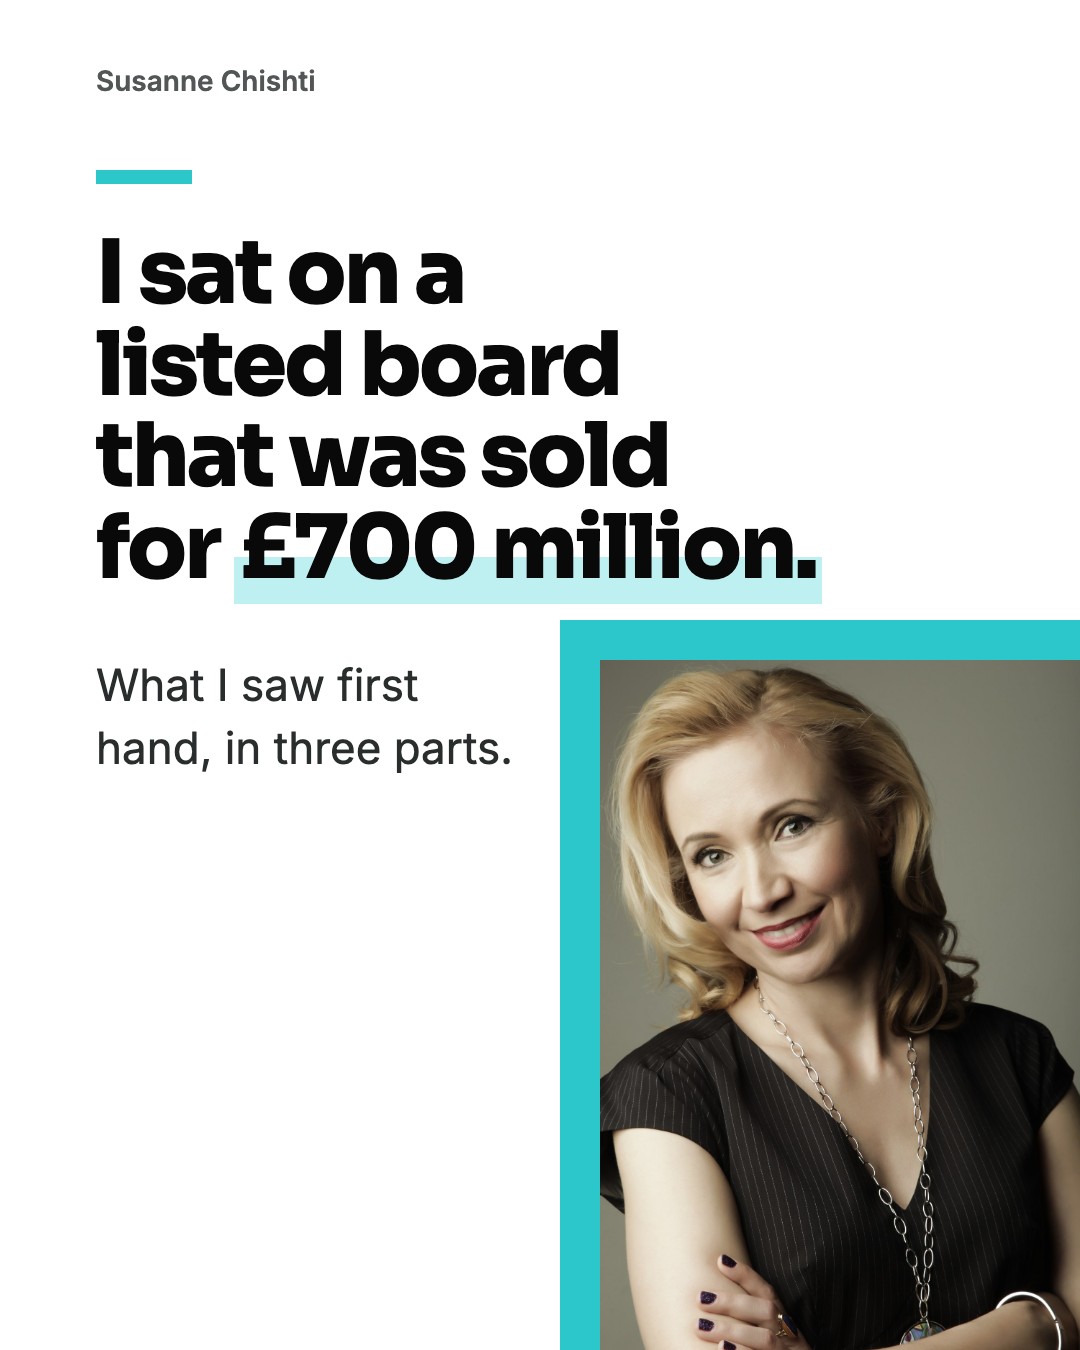 Susanne Chishti
I sat on a
listed board
that was sold
for £700 million.
What I saw first
hand, in three parts.